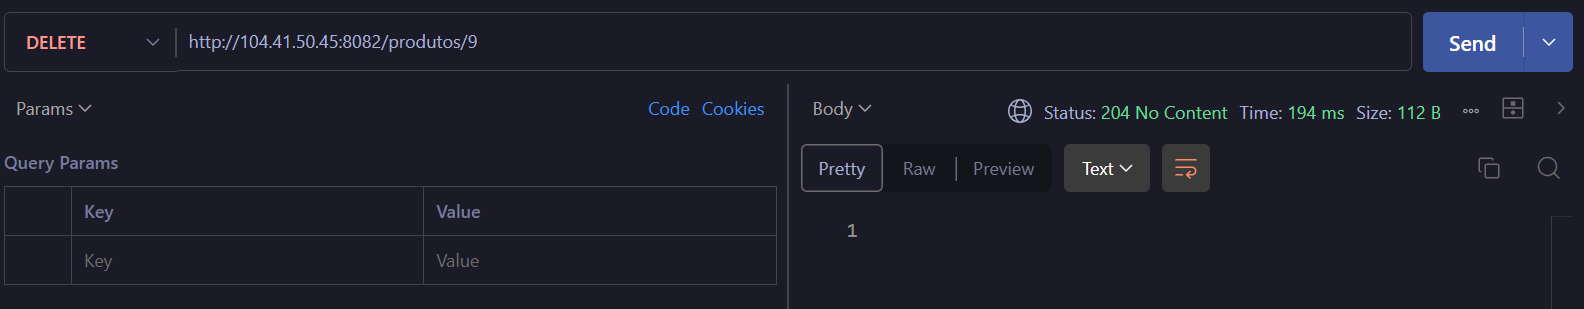 DELETE http://104.41.50.45:8082/produtos/9 Send
Params Code Cookies
Query Params
Key Value
Key Value
Body Status: 204 No Content Time: 194 ms Size: 112 B
Pretty Raw Preview Text
1